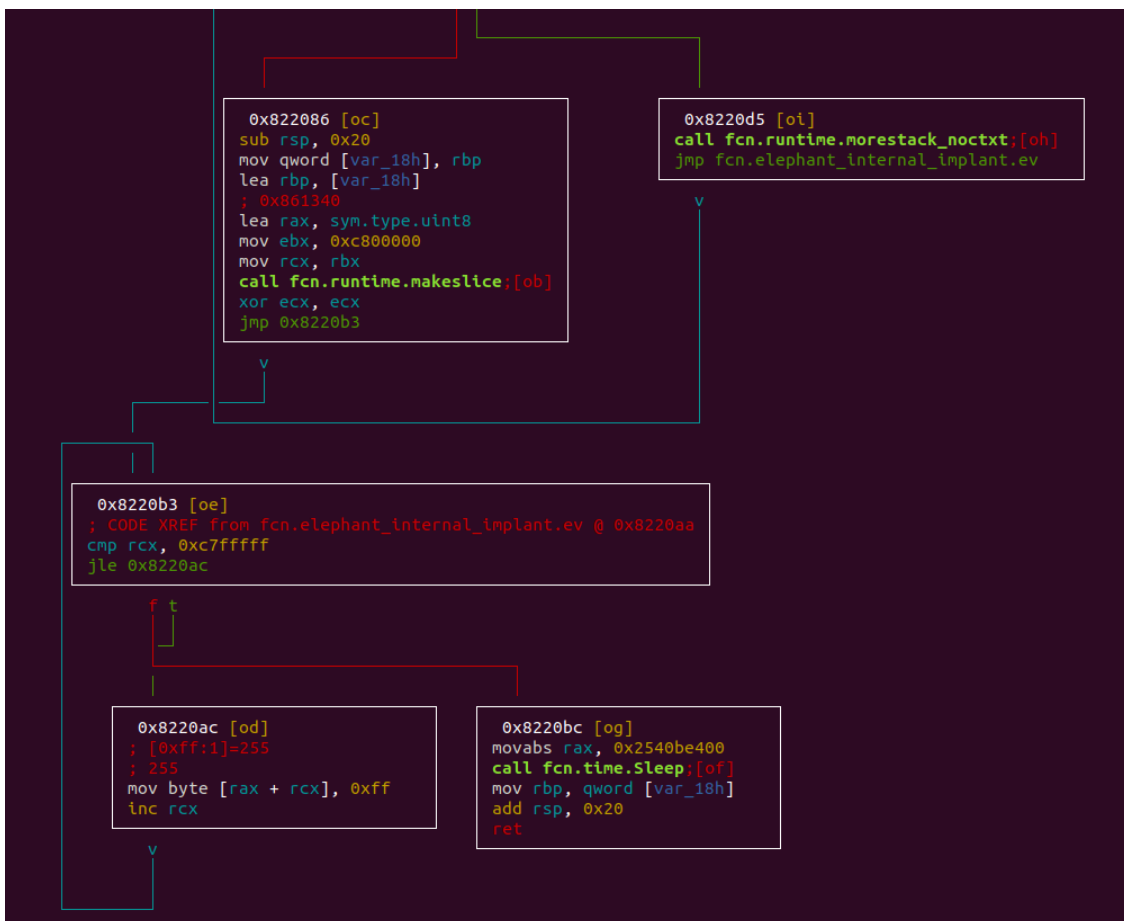 0x822086 [oc]
sub rsp, 0x20
mov qword [var_18h], rbp
lea rbp, [var_18h]
; 0x861340
lea rax, sym.type.uint8
mov ebx, 0xc800000
mov rcx, rbx
call fcn.runtime.makeslice;[ob]
xor ecx, ecx
jmp 0x8220b3
v
0x8220d5 [oi]
call fcn.runtime.morestack_noctxt;[oh]
jmp fcn.elephant_internal_implant.ev
v
0x8220b3 [oe]
; CODE XREF from fcn.elephant_internal_implant.ev @ 0x8220aa
cmp rcx, 0xc7fffff
jle 0x8220ac
f t
0x8220ac [od]
; [0xff:1]=255
; 255
mov byte [rax + rcx], 0xff
inc rcx
v
0x8220bc [og]
movabs rax, 0x2540be400
call fcn.time.Sleep;[of]
mov rbp, qword [var_18h]
add rsp, 0x20
ret